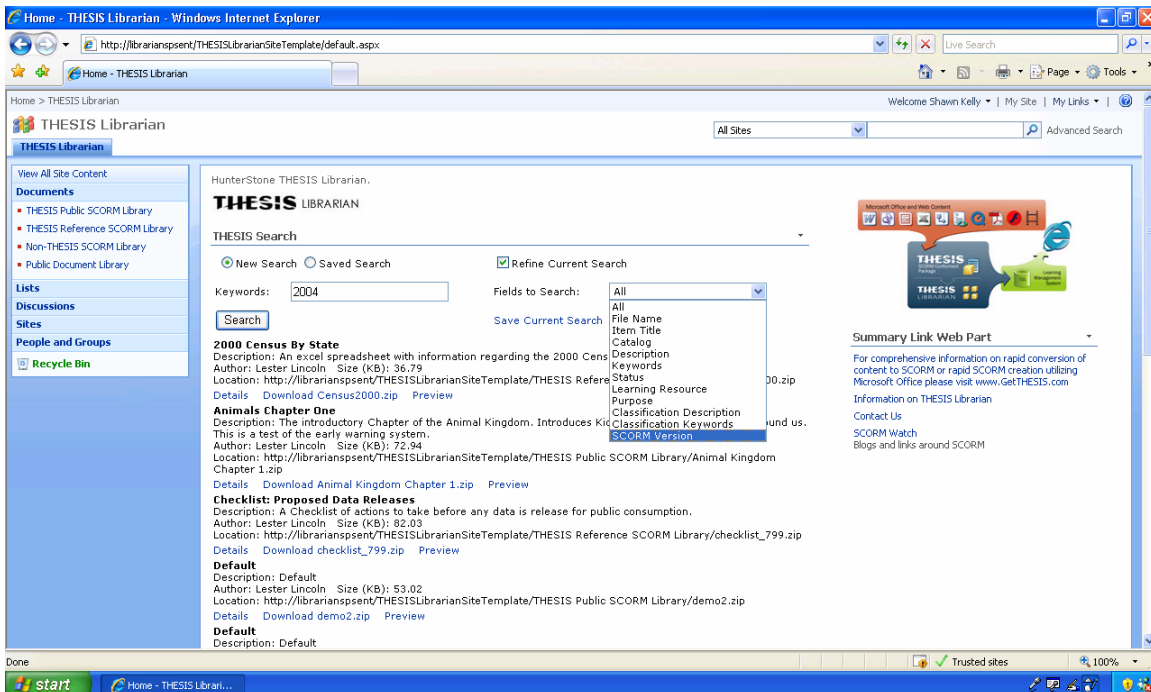 Home - THESIS Librarian - Windows Internet Explorer
http://librarianspsent/THESISLibrarianSiteTemplate/default.aspx
Live Search
Home - THESIS Librarian
Page
Tools
Home > THESIS Librarian
Welcome Shawn Kelly
My Site | My Links
THESIS Librarian
All Sites
Advanced Search
THESIS Librarian
View All Site Content
Documents
THESIS Public SCORM Library
THESIS Reference SCORM Library
Non-THESIS SCORM Library
Public Document Library
Lists
Discussions
Sites
People and Groups
Recycle Bin
HunterStone THESIS Librarian.
THESIS LIBRARIAN
THESIS Search
New Search Saved Search Refine Current Search
Keywords: 2004 Fields to Search: All
Search Save Current Search
All
File Name
Item Title
Catalog
Description
Keywords
Status
Learning Resource
Purpose
Classification Description
Classification Keywords
SCORM Version
2000 Census By State
Description: An excel spreadsheet with information regarding the 2000 Cens
Author: Lester Lincoln Size (KB): 36.79
Location: http://librarianspsent/THESISLibrarianSiteTemplate/THESIS Refere 00.zip
Details Download Census2000.zip Preview
Animals Chapter One
Description: The introductory Chapter of the Animal Kingdom. Introduces Kid und us.
This is a test of the early warning system.
Author: Lester Lincoln Size (KB): 72.94
Location: http://librarianspsent/THESISLibrarianSiteTemplate/THESIS Public SCORM Library/Animal Kingdom
Chapter 1.zip
Details Download Animal Kingdom Chapter 1.zip Preview
Checklist: Proposed Data Releases
Description: A Checklist of actions to take before any data is release for public consumption.
Author: Lester Lincoln Size (KB): 82.03
Location: http://librarianspsent/THESISLibrarianSiteTemplate/THESIS Reference SCORM Library/checklist_799.zip
Details Download checklist_799.zip Preview
Default
Description: Default
Author: Lester Lincoln Size (KB): 53.02
Location: http://librarianspsent/THESISLibrarianSiteTemplate/THESIS Public SCORM Library/demo2.zip
Details Download demo2.zip Preview
Default
Description: Default
Microsoft Office and Web Content
THESIS
SCORM Conformant
Package
THESIS
LIBRARIAN
Learning
Management
System
Summary Link Web Part
For comprehensive information on rapid conversion of
content to SCORM or rapid SCORM creation utilizing
Microsoft Office please visit www.GetTHESIS.com
Information on THESIS Librarian
Contact Us
SCORM Watch
Blogs and links around SCORM
Done
Trusted sites
100%
start
Home - THESIS Librari...